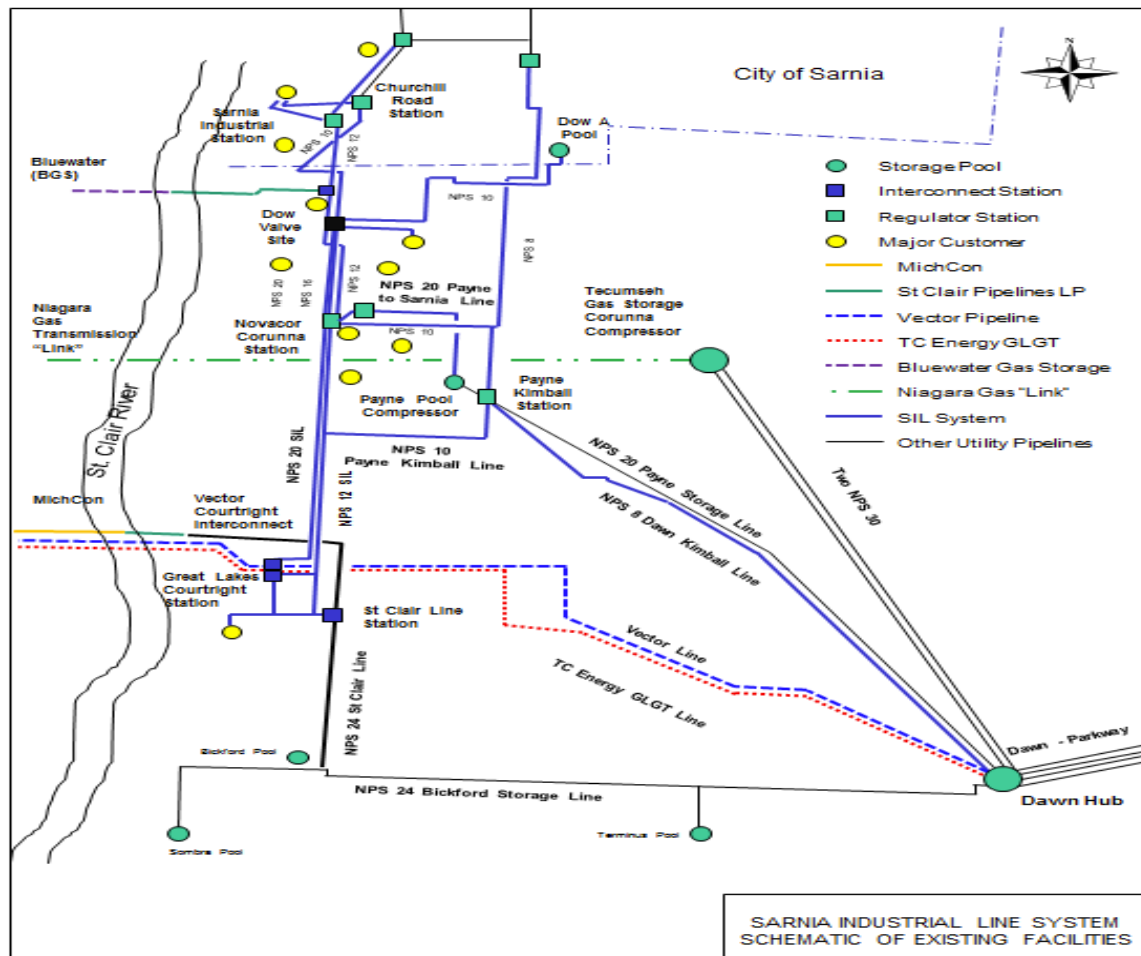 City of Sarnia
Churchill
Road
Station
Sarnia
Industrial
Station
NPS 10
NPS 12
Dow A
Pool
Bluewater
(BGS)
NPS 10
Dow
Valve
Site
NPS 8
NPS 20
NPS 16
NPS 12
NPS 20 Payne
to Sarnia Line
Tecumseh
Gas Storage
Corunna
Compressor
Niagara
Gas
Transmission
"Link"
Novacor
Corunna
Station
NPS 10
Payne Pool
Compressor
Payne
Kimball
Station
Storage Pool
Interconnect Station
Regulator Station
Major Customer
MichCon
St Clair Pipelines LP
Vector Pipeline
TC Energy GLGT
Bluewater Gas Storage
Niagara Gas "Link"
SIL System
Other Utility Pipelines
St. Clair River
NPS 20 SIL
NPS 12 SIL
NPS 10
Payne Kimball Line
NPS 20 Payne Storage Line
NPS 8 Dawn Kimball Line
Two NPS 30
MichCon
Vector
Courtright
Interconnect
Great Lakes
Courtright
Station
St Clair Line
Station
Vector Line
TC Energy GLGT Line
NPS 24 St Clair Line
Bickford Pool
NPS 24 Bickford Storage Line
Dawn - Parkway
Dawn Hub
Sombra Pool
Terminus Pool
SARNIA INDUSTRIAL LINE SYSTEM
SCHEMATIC OF EXISTING FACILITIES